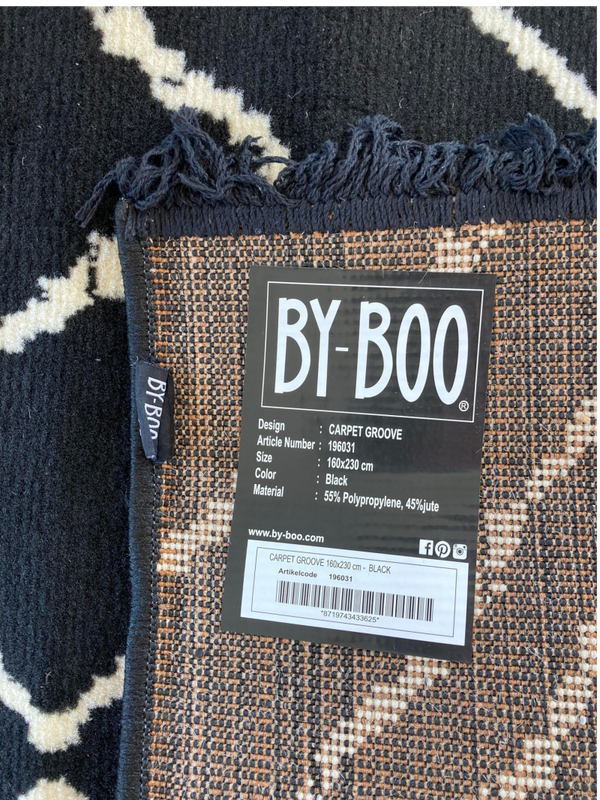 BY-BOO®
Design : CARPET GROOVE
Article Number : 196031
Size : 160x230 cm
Color : Black
Material : 55% Polypropylene, 45%jute
www.by-boo.com
CARPET GROOVE 160x230 cm - BLACK
Artikelcode 196031
*8719743433625*
BY-BOO